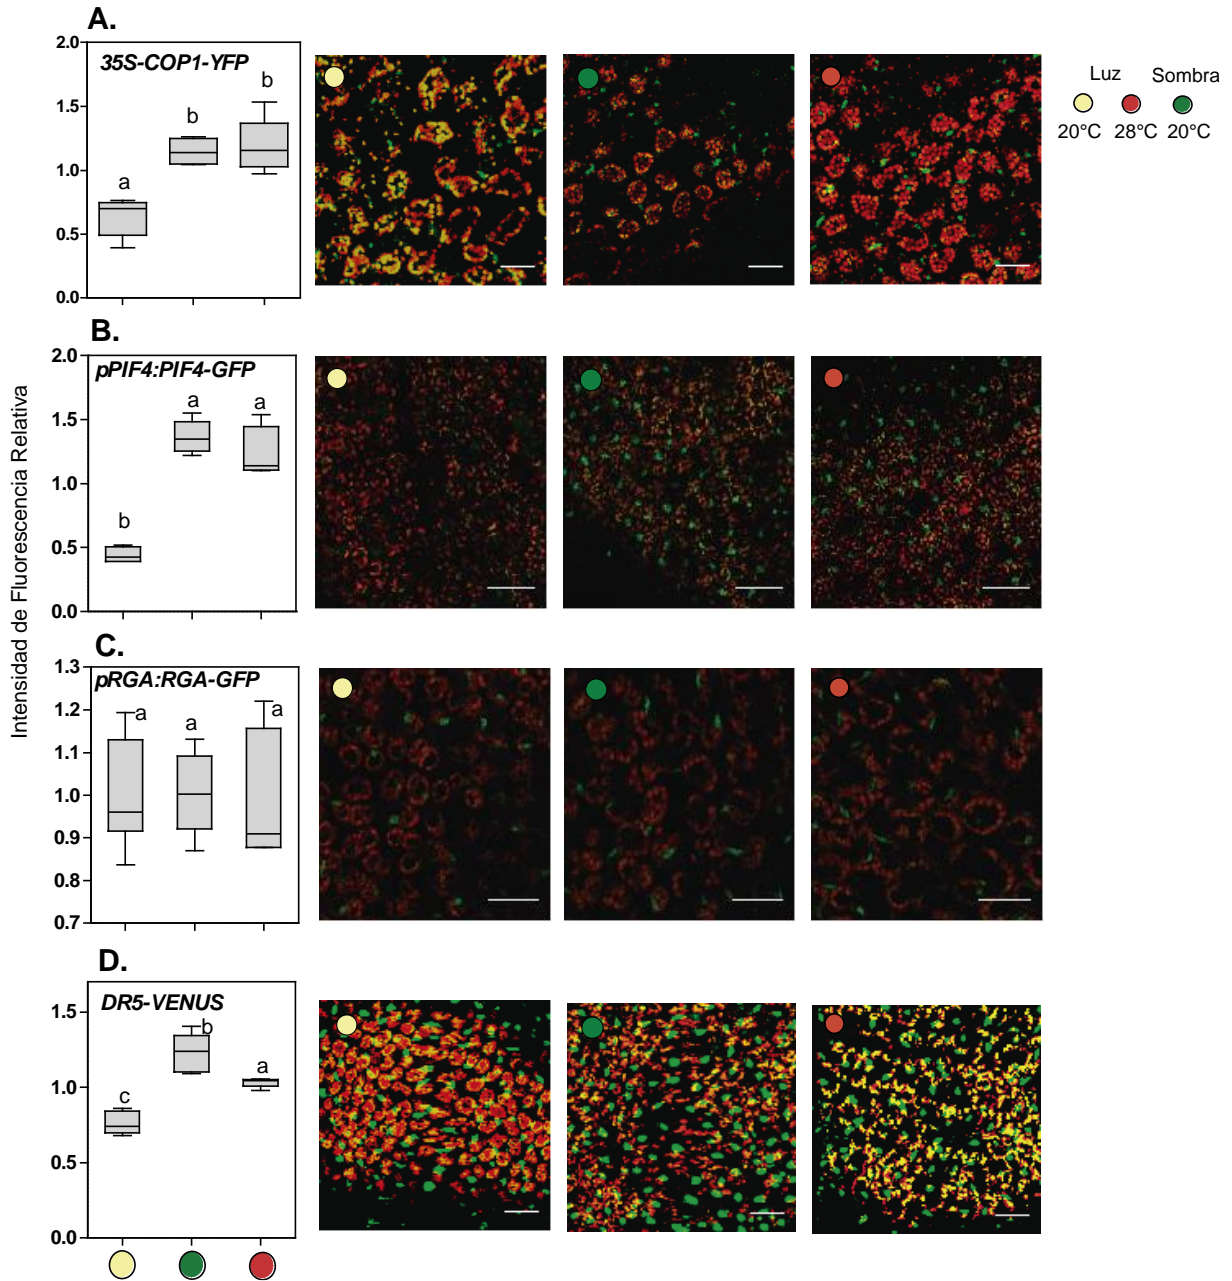 A.
2.0
1.5
1.0
0.5
0.0
35S-COP1-YFP
a
b
b
Luz
Sombra
20°C
28°C
20°C
B.
2.0
1.5
1.0
0.5
0.0
pPIF4:PIF4-GFP
b
a
a
Intensidad de Fluorescencia Relativa
C.
1.3
1.2
1.1
1.0
0.9
0.8
0.7
pRGA:RGA-GFP
a
a
a
D.
1.5
1.0
0.5
0.0
DR5-VENUS
c
b
a